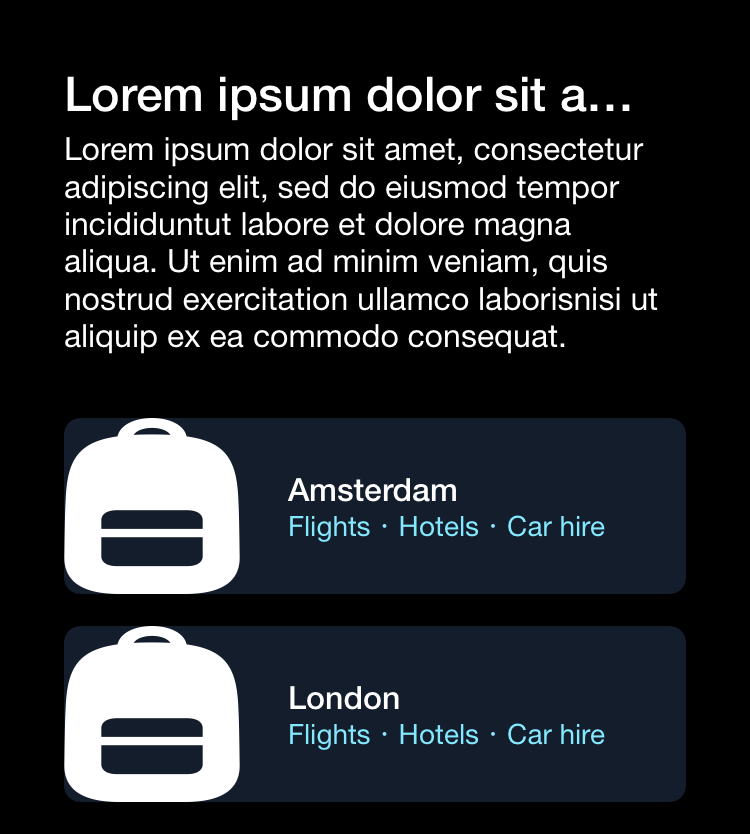 Lorem ipsum dolor sit a...
Lorem ipsum dolor sit amet, consectetur
adipiscing elit, sed do eiusmod tempor
incididuntut labore et dolore magna
aliqua. Ut enim ad minim veniam, quis
nostrud exercitation ullamco laborisnisi ut
aliquip ex ea commodo consequat.
Amsterdam
Flights · Hotels · Car hire
London
Flights · Hotels · Car hire